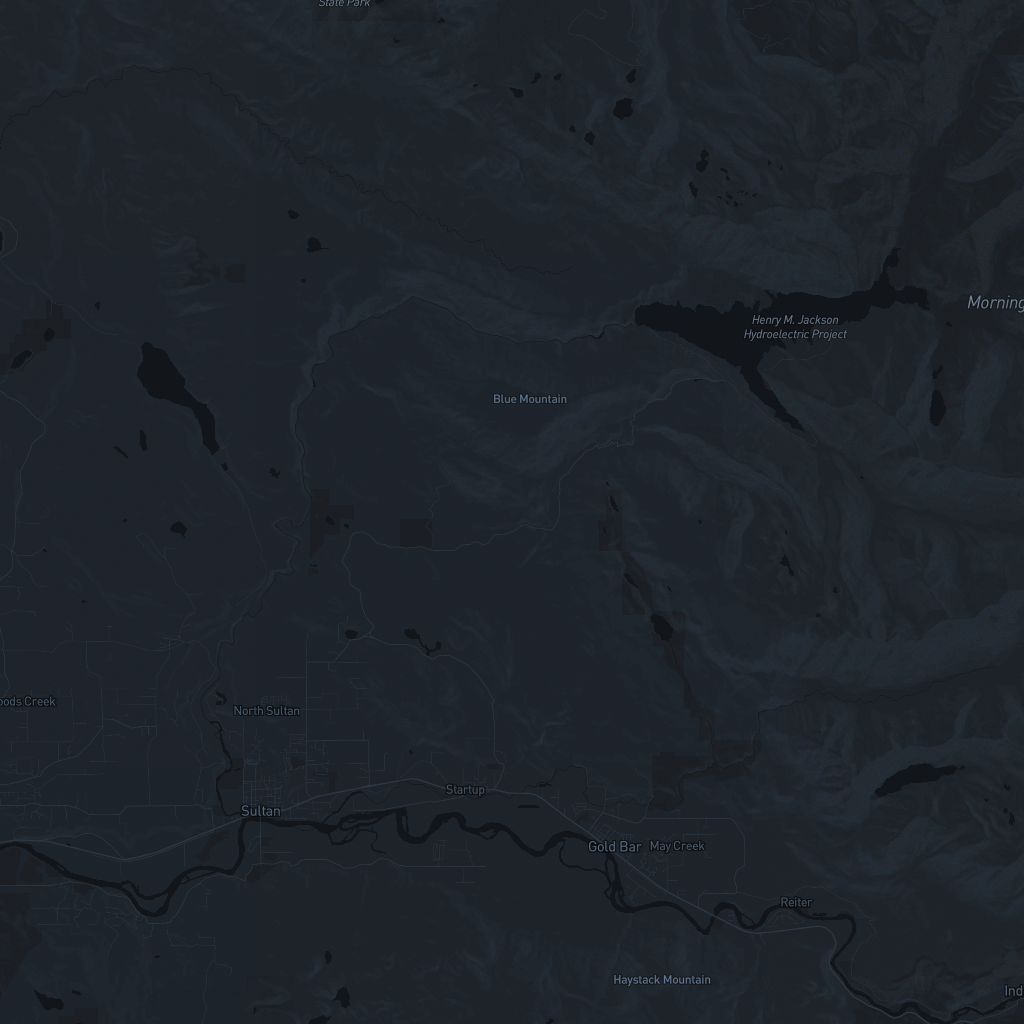 State Park
Morning
Henry M. Jackson
Hydroelectric Project
Blue Mountain
oods Creek
North Sultan
Startup
Sultan
Gold Bar
May Creek
Reiter
Haystack Mountain
Ind